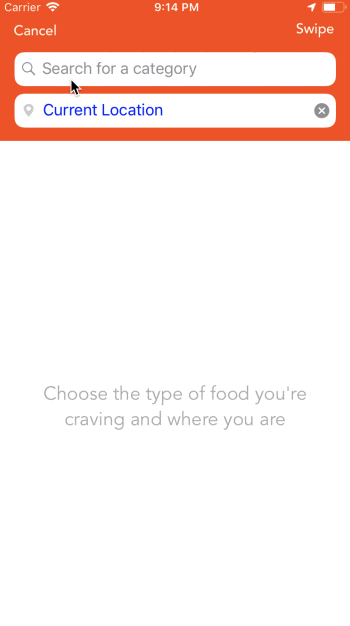 Carrier 9:14 PM
Cancel Swipe
Search for a category
Current Location
Choose the type of food you're
craving and where you are